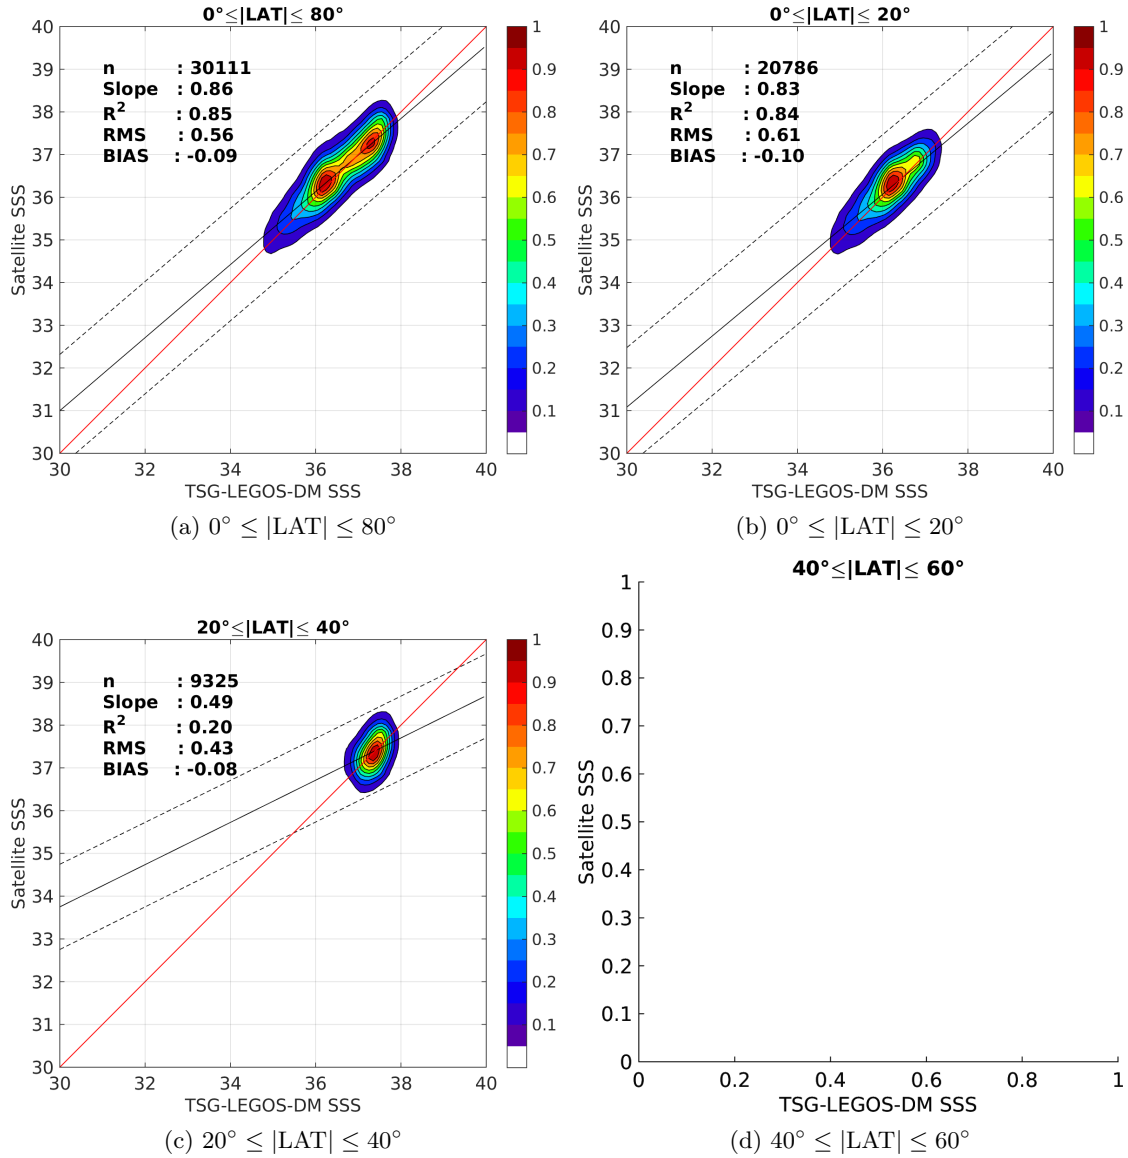 0°≤|LAT|≤ 80°
40
39
38
37
36
35
34
33
32
31
30
30 32 34 36 38 40
Satellite SSS
TSG-LEGOS-DM SSS
n : 30111
Slope : 0.86
R² : 0.85
RMS : 0.56
BIAS : -0.09
1
0.9
0.8
0.7
0.6
0.5
0.4
0.3
0.2
0.1
(a) 0° ≤ |LAT| ≤ 80°
0°≤|LAT|≤ 20°
40
39
38
37
36
35
34
33
32
31
30
30 32 34 36 38 40
Satellite SSS
TSG-LEGOS-DM SSS
n : 20786
Slope : 0.83
R² : 0.84
RMS : 0.61
BIAS : -0.10
1
0.9
0.8
0.7
0.6
0.5
0.4
0.3
0.2
0.1
(b) 0° ≤ |LAT| ≤ 20°
20°≤|LAT|≤ 40°
40
39
38
37
36
35
34
33
32
31
30
30 32 34 36 38 40
Satellite SSS
TSG-LEGOS-DM SSS
n : 9325
Slope : 0.49
R² : 0.20
RMS : 0.43
BIAS : -0.08
1
0.9
0.8
0.7
0.6
0.5
0.4
0.3
0.2
0.1
(c) 20° ≤ |LAT| ≤ 40°
40°≤|LAT|≤ 60°
1
0.9
0.8
0.7
0.6
0.5
0.4
0.3
0.2
0.1
0
0 0.2 0.4 0.6 0.8 1
Satellite SSS
TSG-LEGOS-DM SSS
(d) 40° ≤ |LAT| ≤ 60°